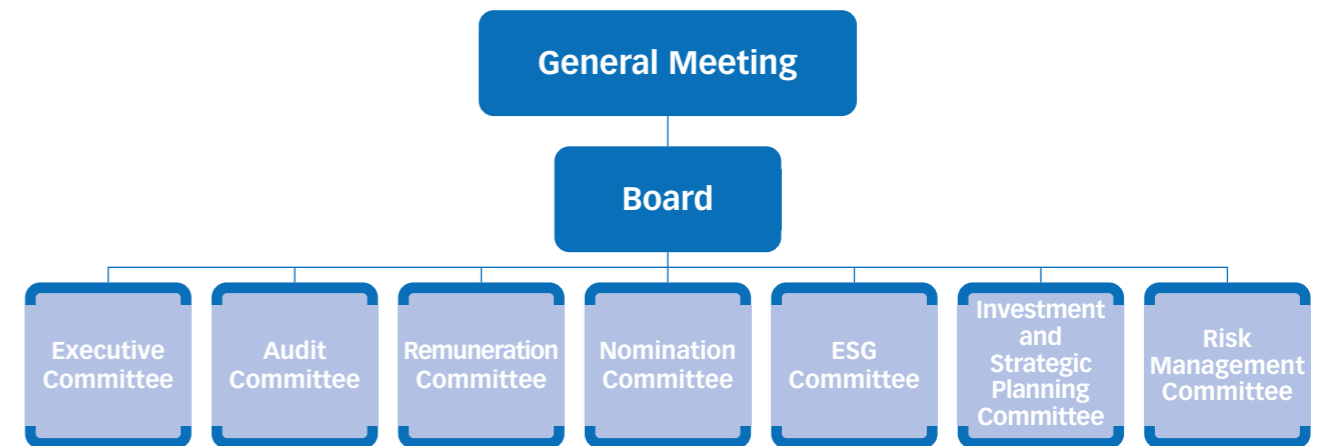 General Meeting
Board
Executive
Committee
Audit
Committee
Remuneration
Committee
Nomination
Committee
ESG
Committee
Investment
and
Strategic
Planning
Committee
Risk
Management
Committee